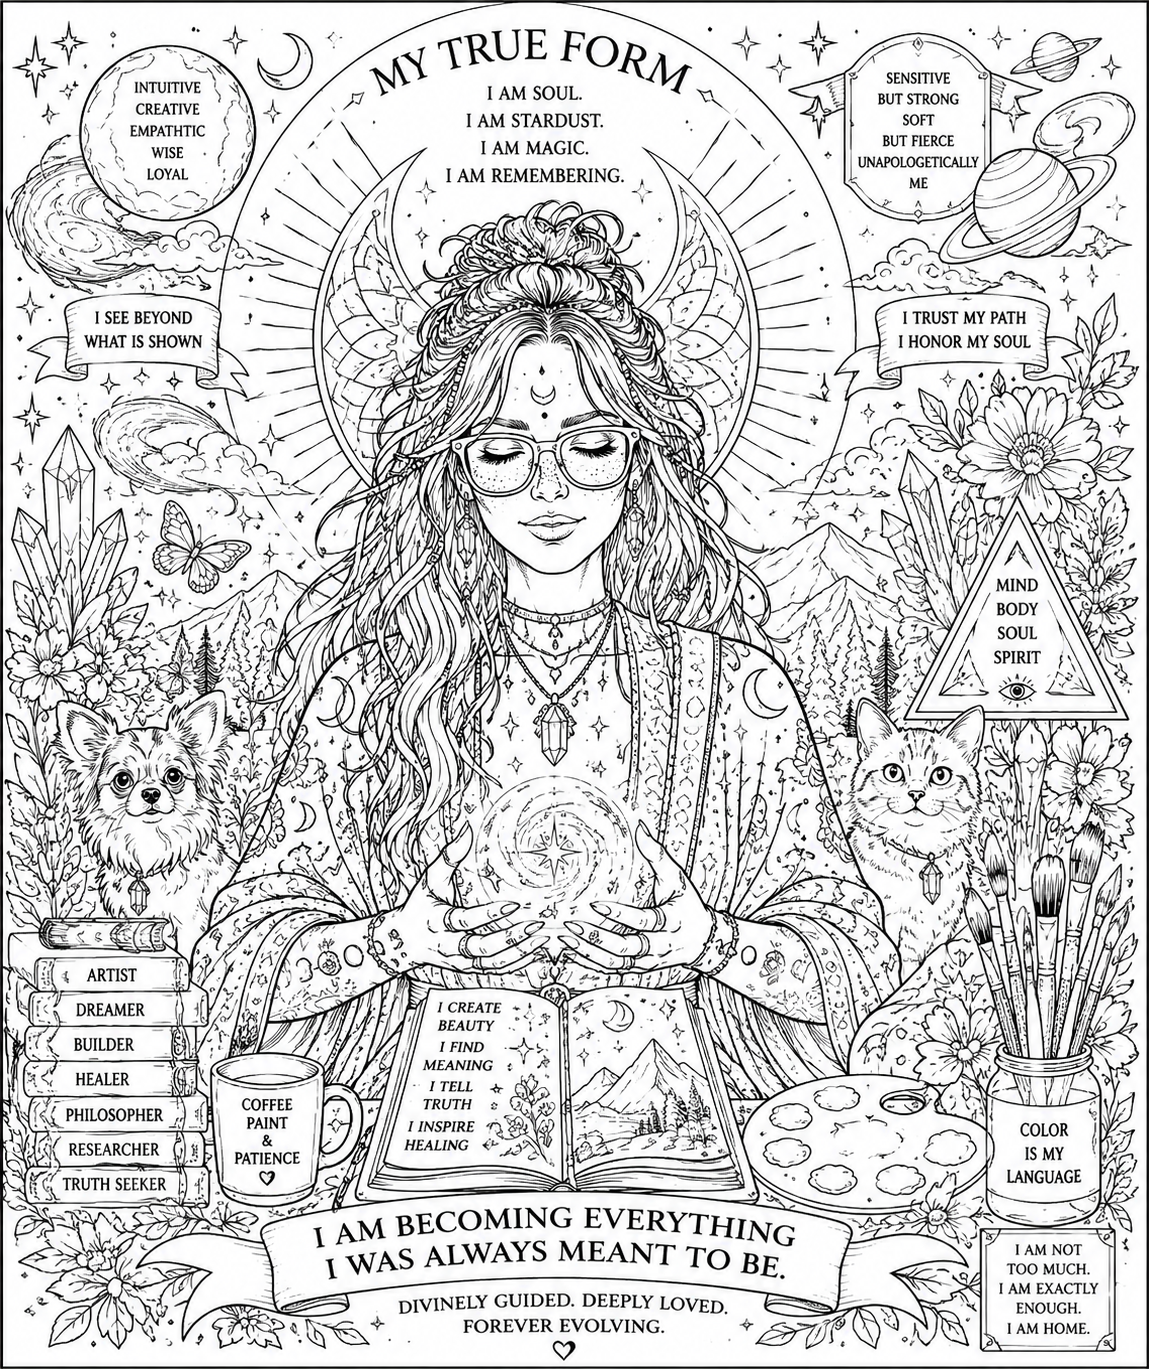 MY TRUE FORM
I AM SOUL.
I AM STARDUST.
I AM MAGIC.
I AM REMEMBERING.
INTUITIVE
CREATIVE
EMPATHTIC
WISE
LOYAL
SENSITIVE
BUT STRONG
SOFT
BUT FIERCE
UNAPOLOGETICALLY
ME
I SEE BEYOND
WHAT IS SHOWN
I TRUST MY PATH
I HONOR MY SOUL
MIND
BODY
SOUL
SPIRIT
ARTIST
DREAMER
BUILDER
HEALER
PHILOSOPHER
RESEARCHER
TRUTH SEEKER
COFFEE
PAINT
&
PATIENCE
I CREATE
BEAUTY
I FIND
MEANING
I TELL
TRUTH
I INSPIRE
HEALING
COLOR
IS MY
LANGUAGE
I AM BECOMING EVERYTHING
I WAS ALWAYS MEANT TO BE.
DIVINELY GUIDED. DEEPLY LOVED.
FOREVER EVOLVING.
I AM NOT
TOO MUCH.
I AM EXACTLY
ENOUGH.
I AM HOME.